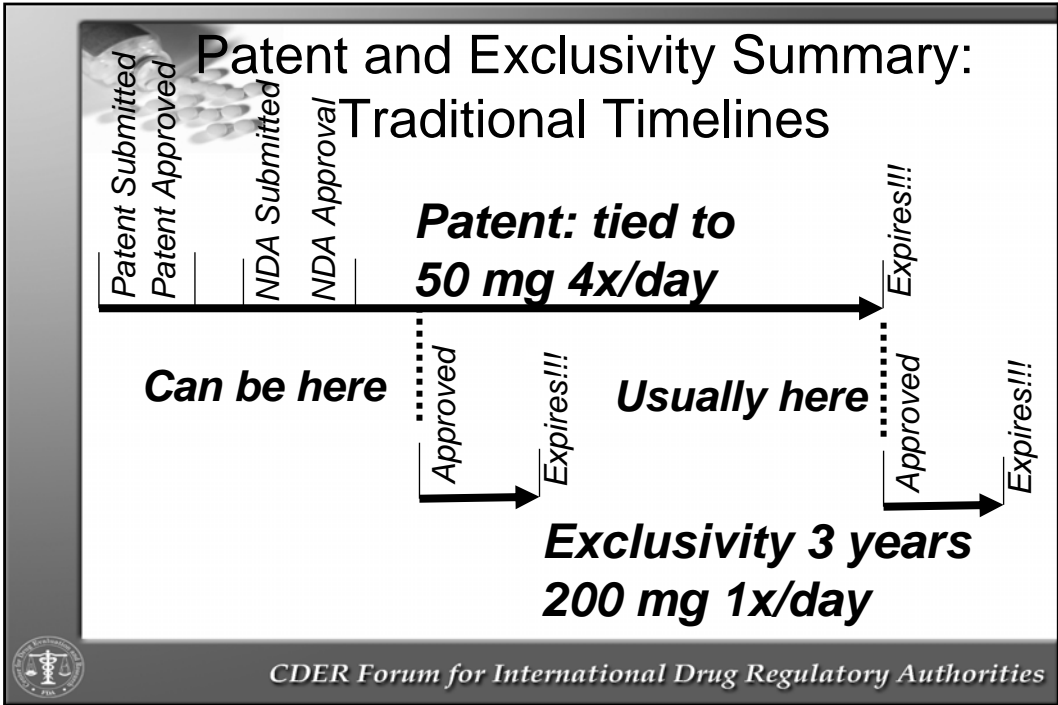 Patent and Exclusivity Summary:
Traditional Timelines
Patent Submitted
Patent Approved
NDA Submitted
NDA Approval
Patent: tied to
50 mg 4x/day
Expires!!!
Can be here
Approved
Expires!!!
Usually here
Approved
Expires!!!
Exclusivity 3 years
200 mg 1x/day
CDER Forum for International Drug Regulatory Authorities